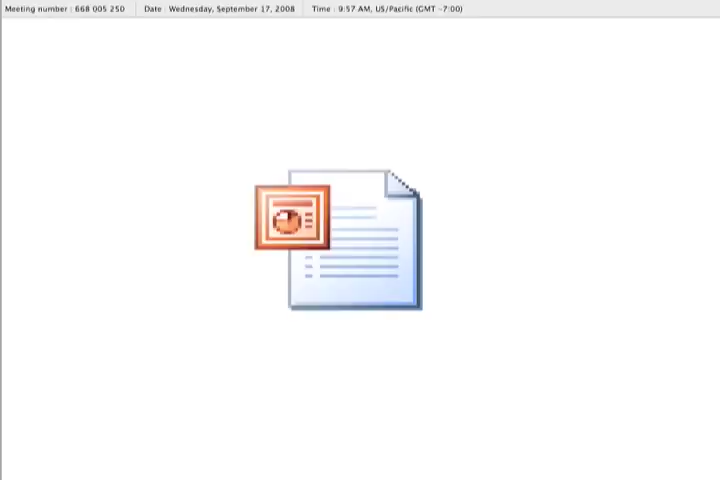 Meeting number : 668 005 250 Date : Wednesday, September 17, 2008 Time : 9:57 AM, US/Pacific (GMT -7:00)